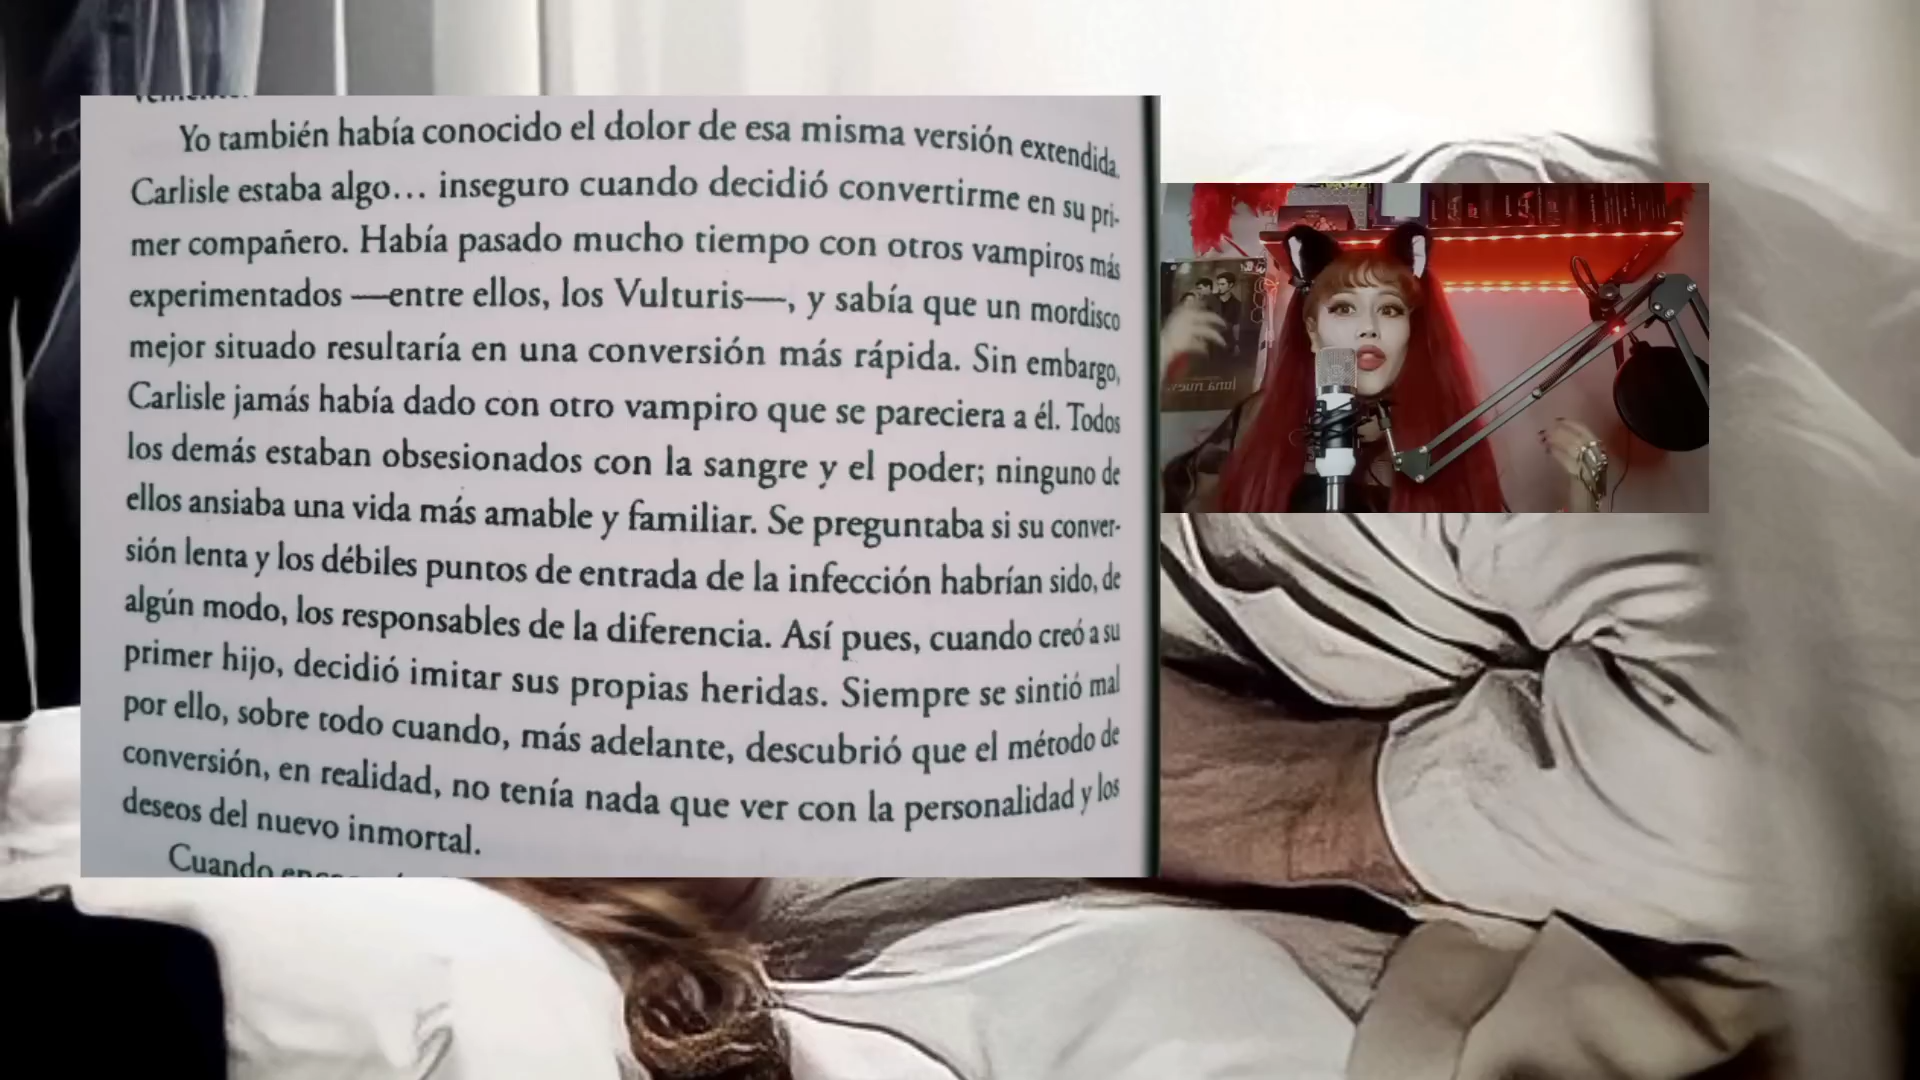 Yo también había conocido el dolor de esa misma versión extendida.
Carlisle estaba algo… inseguro cuando decidió convertirme en su pri-
mer compañero. Había pasado mucho tiempo con otros vampiros más
experimentados —entre ellos, los Vulturis—, y sabía que un mordisco
mejor situado resultaría en una conversión más rápida. Sin embargo,
Carlisle jamás había dado con otro vampiro que se pareciera a él. Todos
los demás estaban obsesionados con la sangre y el poder; ninguno de
ellos ansiaba una vida más amable y familiar. Se preguntaba si su conver-
sión lenta y los débiles puntos de entrada de la infección habrían sido, de
algún modo, los responsables de la diferencia. Así pues, cuando creó a su
primer hijo, decidió imitar sus propias heridas. Siempre se sintió mal
por ello, sobre todo cuando, más adelante, descubrió que el método de
conversión, en realidad, no tenía nada que ver con la personalidad y los
deseos del nuevo inmortal.
Cuando
luna nueva